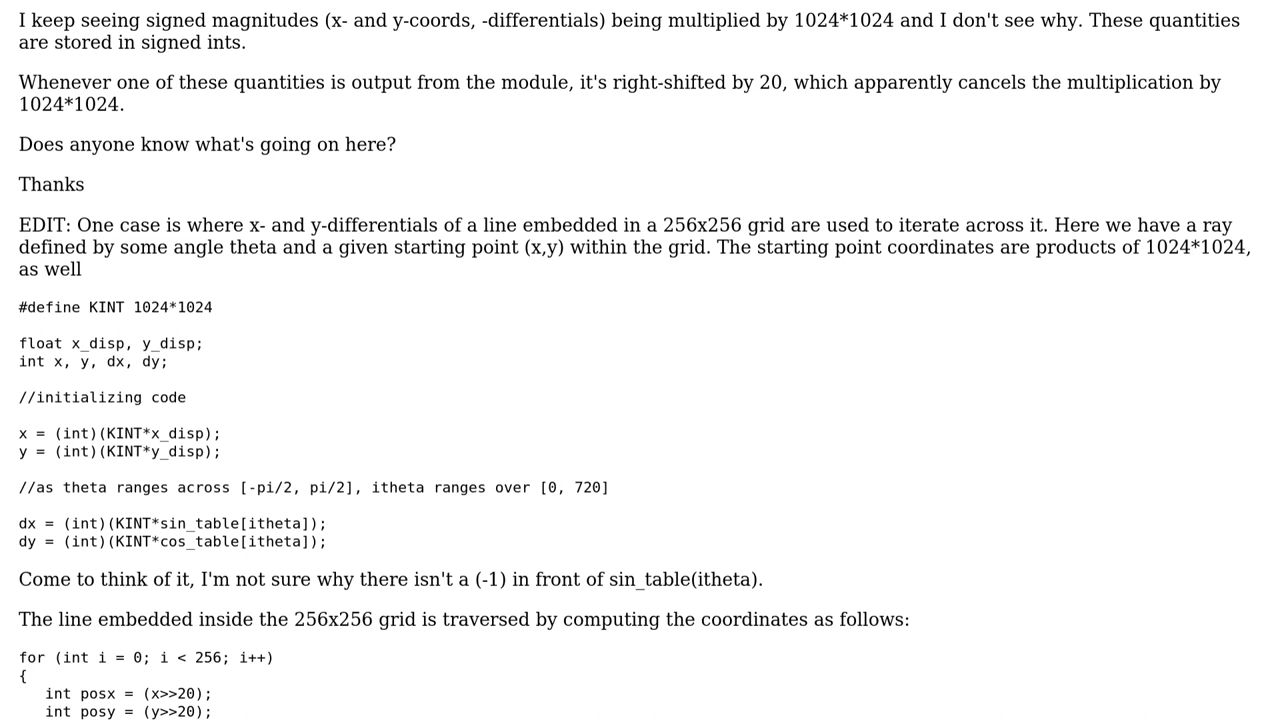 I keep seeing signed magnitudes (x- and y-coords, -differentials) being multiplied by 1024*1024 and I don't see why. These quantities
are stored in signed ints.
Whenever one of these quantities is output from the module, it's right-shifted by 20, which apparently cancels the multiplication by
1024*1024.
Does anyone know what's going on here?
Thanks
EDIT: One case is where x- and y-differentials of a line embedded in a 256x256 grid are used to iterate across it. Here we have a ray
defined by some angle theta and a given starting point (x,y) within the grid. The starting point coordinates are products of 1024*1024,
as well
#define KINT 1024*1024
float x_disp, y_disp;
int x, y, dx, dy;
//initializing code
x = (int)(KINT*x_disp);
y = (int)(KINT*y_disp);
//as theta ranges across [-pi/2, pi/2], itheta ranges over [0, 720]
dx = (int)(KINT*sin_table[itheta]);
dy = (int)(KINT*cos_table[itheta]);
Come to think of it, I'm not sure why there isn't a (-1) in front of sin_table(itheta).
The line embedded inside the 256x256 grid is traversed by computing the coordinates as follows:
for (int i = 0; i < 256; i++)
{
   int posx = (x>>20);
   int posy = (y>>20);